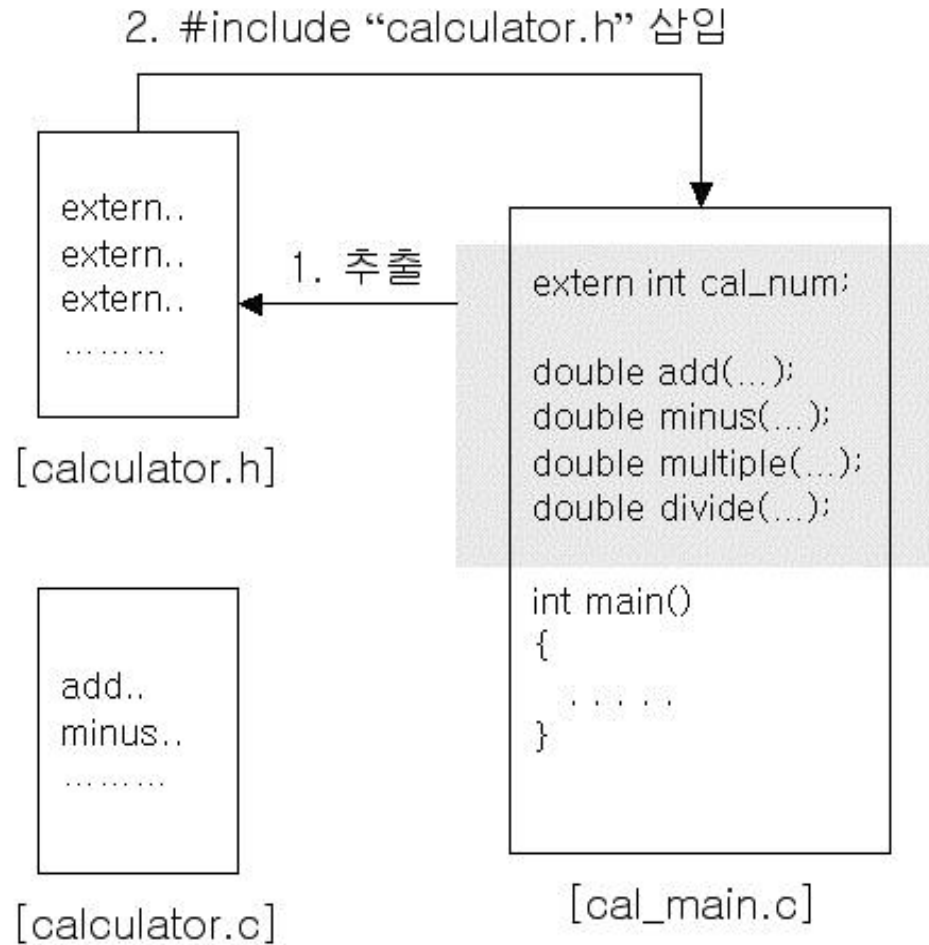 2. #include “calculator.h” 삽입
extern..
extern..
extern..
.........
[calculator.h]
1. 추출
extern int cal_num;
double add(...);
double minus(...);
double multiple(...);
double divide(...);
int main()
{
. . . . .
}
[cal_main.c]
add..
minus..
.........
[calculator.c]